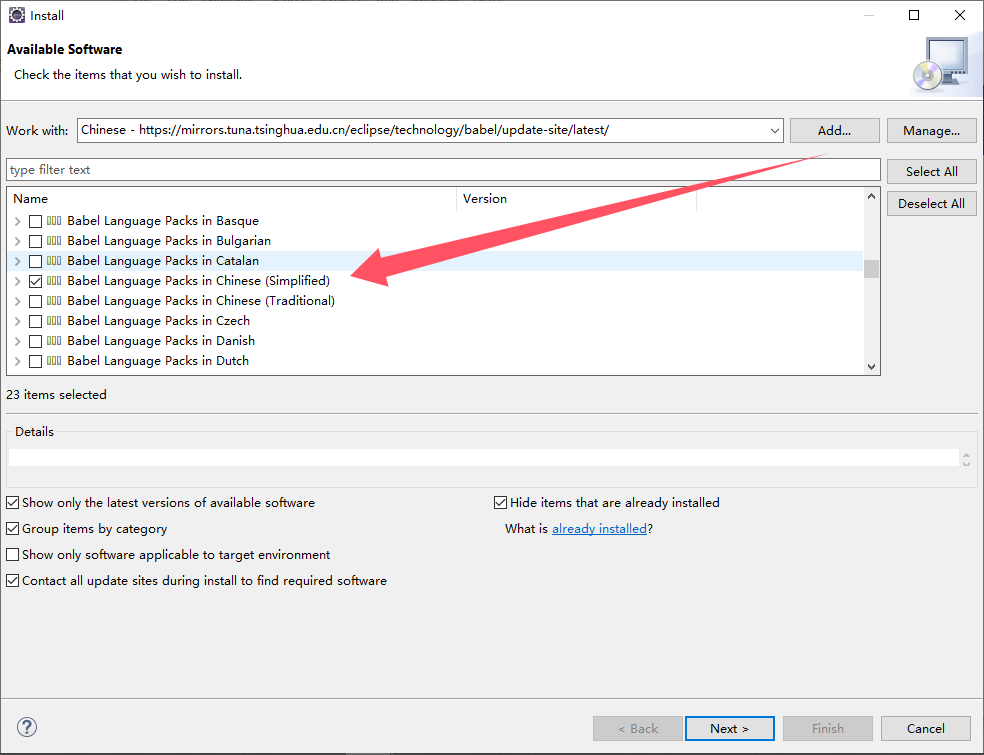 Install
Available Software
Check the items that you wish to install.
Work with: Chinese - https://mirrors.tuna.tsinghua.edu.cn/eclipse/technology/babel/update-site/latest/ Add... Manage...
type filter text Select All
Deselect All
Name Version
Babel Language Packs in Basque
Babel Language Packs in Bulgarian
Babel Language Packs in Catalan
Babel Language Packs in Chinese (Simplified)
Babel Language Packs in Chinese (Traditional)
Babel Language Packs in Czech
Babel Language Packs in Danish
Babel Language Packs in Dutch
23 items selected
Details
Show only the latest versions of available software Hide items that are already installed
Group items by category What is already installed?
Show only software applicable to target environment
Contact all update sites during install to find required software
? < Back Next > Finish Cancel